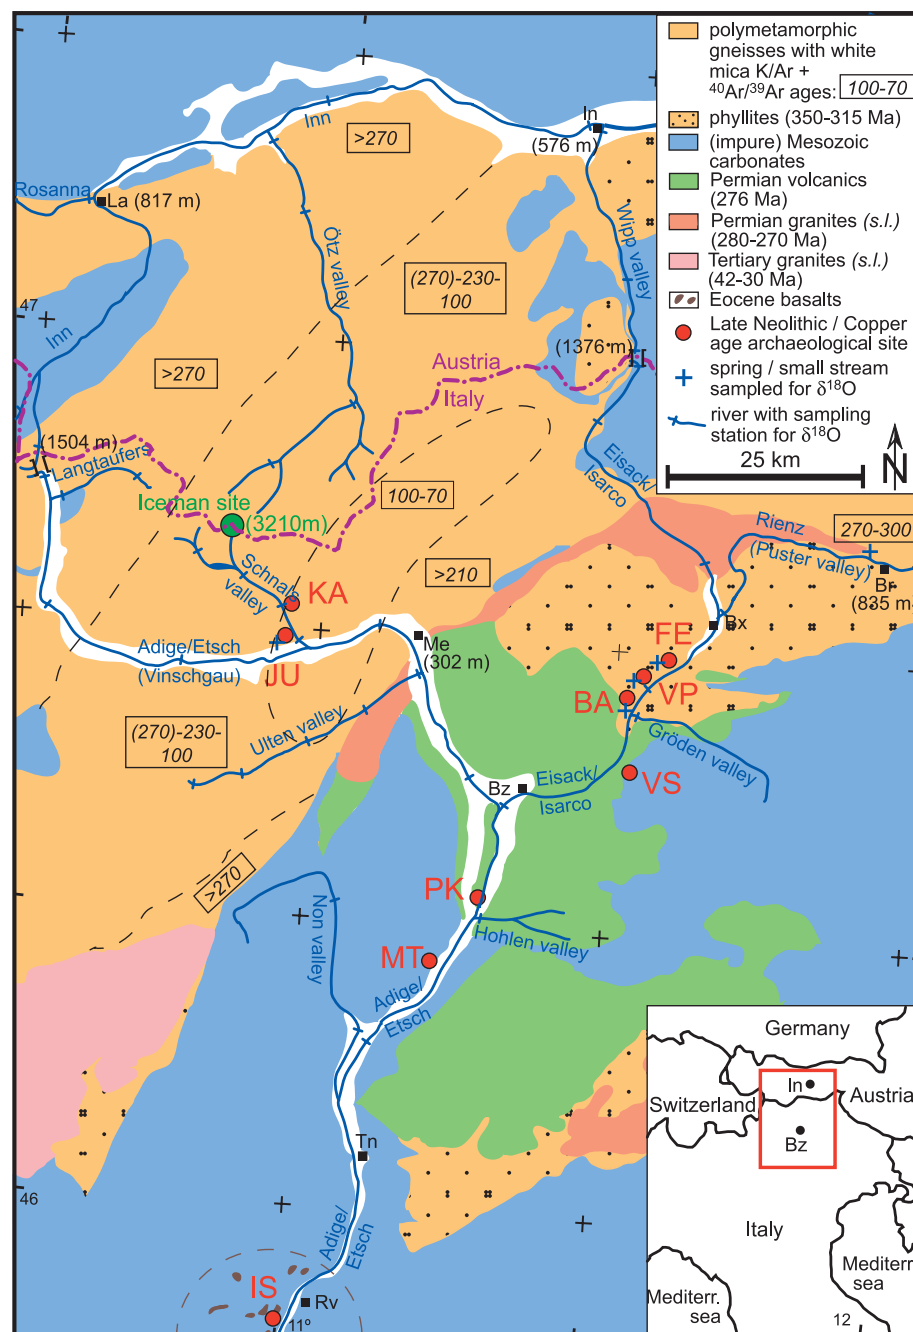 polymetamorphic
gneisses with white
mica K/Ar +
⁴⁰Ar/³⁹Ar ages: 100-70
phyllites (350-315 Ma)
(impure) Mesozoic
carbonates
Permian volcanics
(276 Ma)
Permian granites (s.l.)
(280-270 Ma)
Tertiary granites (s.l.)
(42-30 Ma)
Eocene basalts
Late Neolithic / Copper
age archaeological site
spring / small stream
sampled for δ¹⁸O
river with sampling
station for δ¹⁸O
25 km
N
Inn
>270
In
(576 m)
Rosanna
La (817 m)
Wipp valley
Ötz valley
(270)-230-
100
47
Inn
(1376 m)
Austria
Italy
>270
(1504 m)
Langtaufers
Eisack/
Isarco
100-70
Iceman site
(3210m)
Rienz
270-300
(Puster valley)
Schnals
valley
>210
Br
(835 m
KA
Bx
Adige/Etsch
(Vinschgau)
JU
Me
(302 m)
FE
VP
BA
(270)-230-
100
Ulten valley
Gröden valley
VS
Bz
Eisack/
Isarco
>270
PK
Non valley
Hohlen valley
MT
Adige/
Etsch
Germany
In
Switzerland
Austria
Bz
Tn
46
Italy
Adige/
Etsch
Mediterr.
sea
Mediterr.
sea
IS
Rv
11°
12